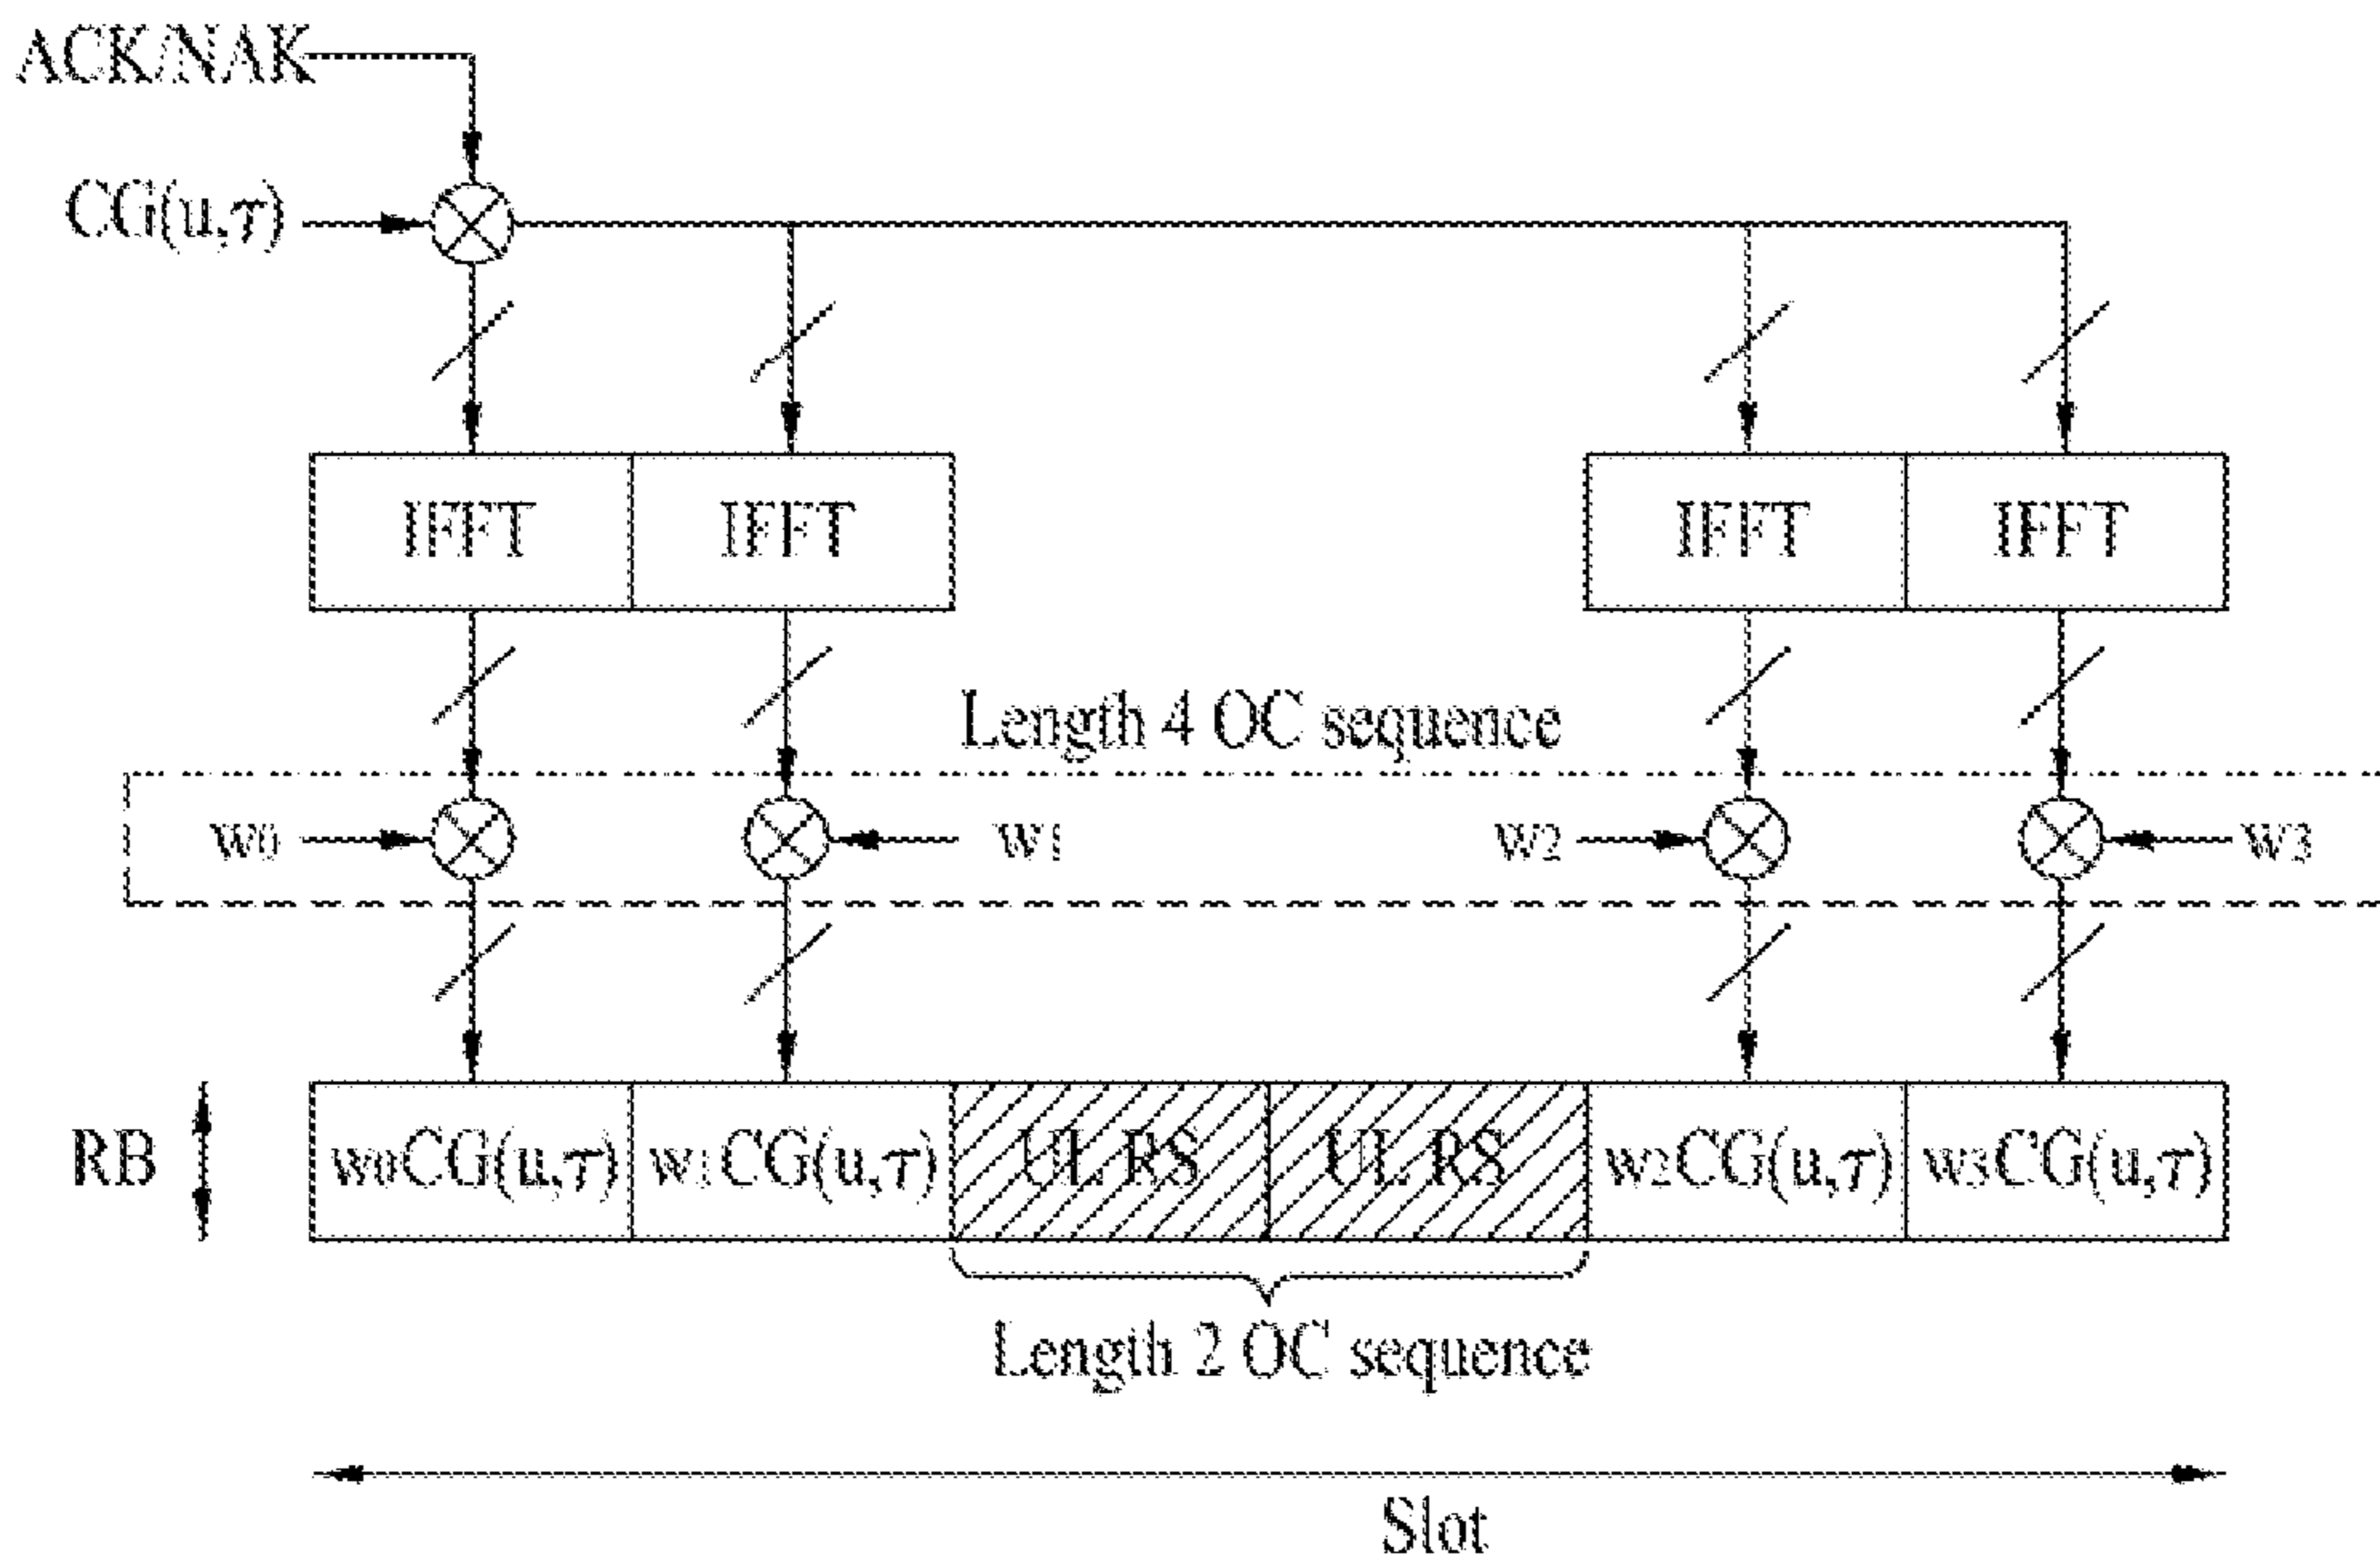 ACK/NAK
CG(u,τ)
IFFT IFFT IFFT IFFT
Length 4 OC sequence
w0 w1 w2 w3
RB w0CG(u,τ) w1CG(u,τ) UL RS UL RS w2CG(u,τ) w3CG(u,τ)
Length 2 OC sequence
Slot